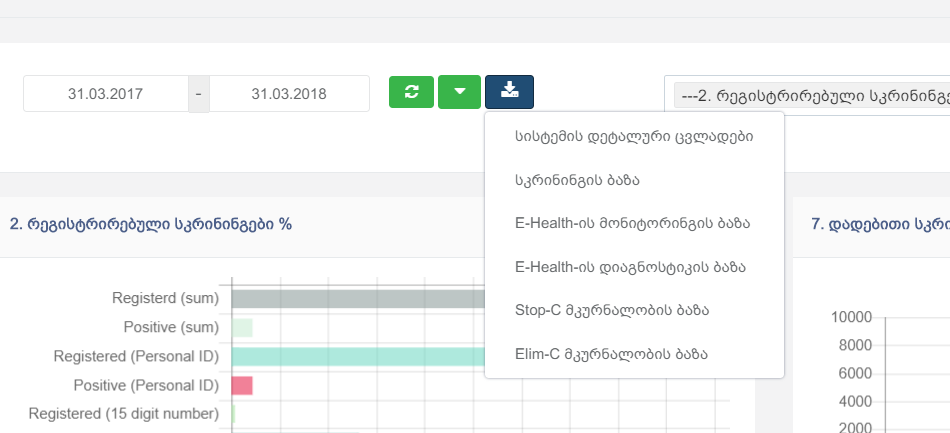 31.03.2017 - 31.03.2018
---2. რეგისტრირებული
სისტემის დეტალური ცვლადები
სკრინინგის ბაზა
E-Health-ის მონიტორინგის ბაზა
E-Health-ის დიაგნოსტიკის ბაზა
Stop-C მკურნალობის ბაზა
Elim-C მკურნალობის ბაზა
2. რეგისტრირებული სკრინინგები %
Registerd (sum)
Positive (sum)
Registered (Personal ID)
Positive (Personal ID)
Registered (15 digit number)
7. დადებითი
10000
8000
6000
4000
2000